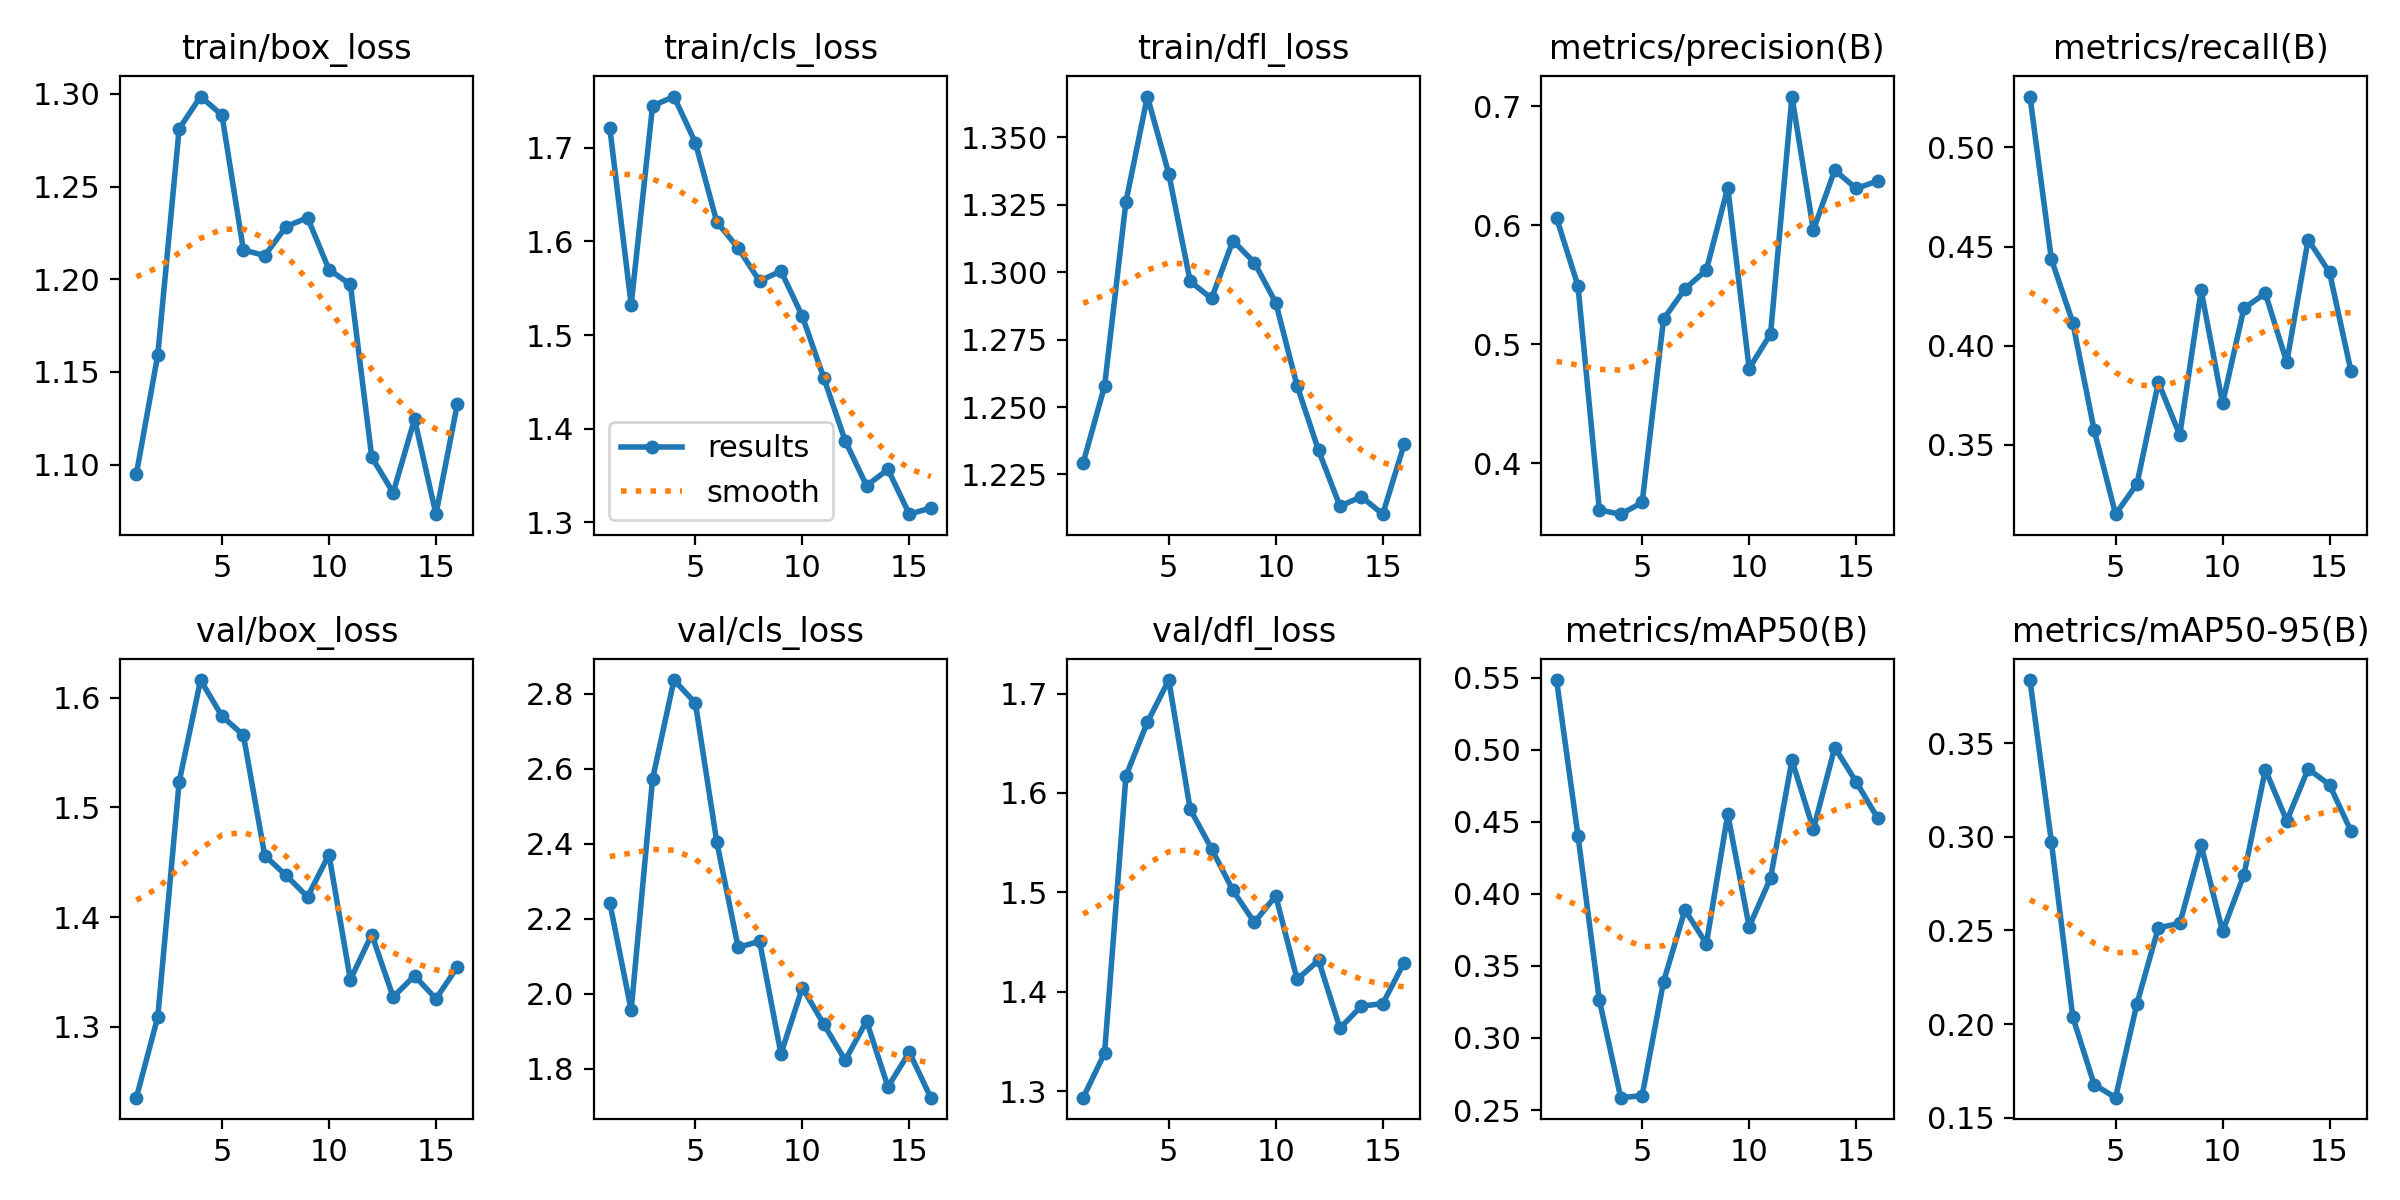 train/box_loss
train/cls_loss
train/dfl_loss
metrics/precision(B)
metrics/recall(B)
1.30
1.25
1.20
1.15
1.10
5 10 15
1.7
1.6
1.5
1.4
1.3
results
smooth
5 10 15
1.350
1.325
1.300
1.275
1.250
1.225
5 10 15
0.7
0.6
0.5
0.4
5 10 15
0.50
0.45
0.40
0.35
5 10 15
val/box_loss
val/cls_loss
val/dfl_loss
metrics/mAP50(B)
metrics/mAP50-95(B)
1.6
1.5
1.4
1.3
5 10 15
2.8
2.6
2.4
2.2
2.0
1.8
5 10 15
1.7
1.6
1.5
1.4
1.3
5 10 15
0.55
0.50
0.45
0.40
0.35
0.30
0.25
5 10 15
0.35
0.30
0.25
0.20
0.15
5 10 15